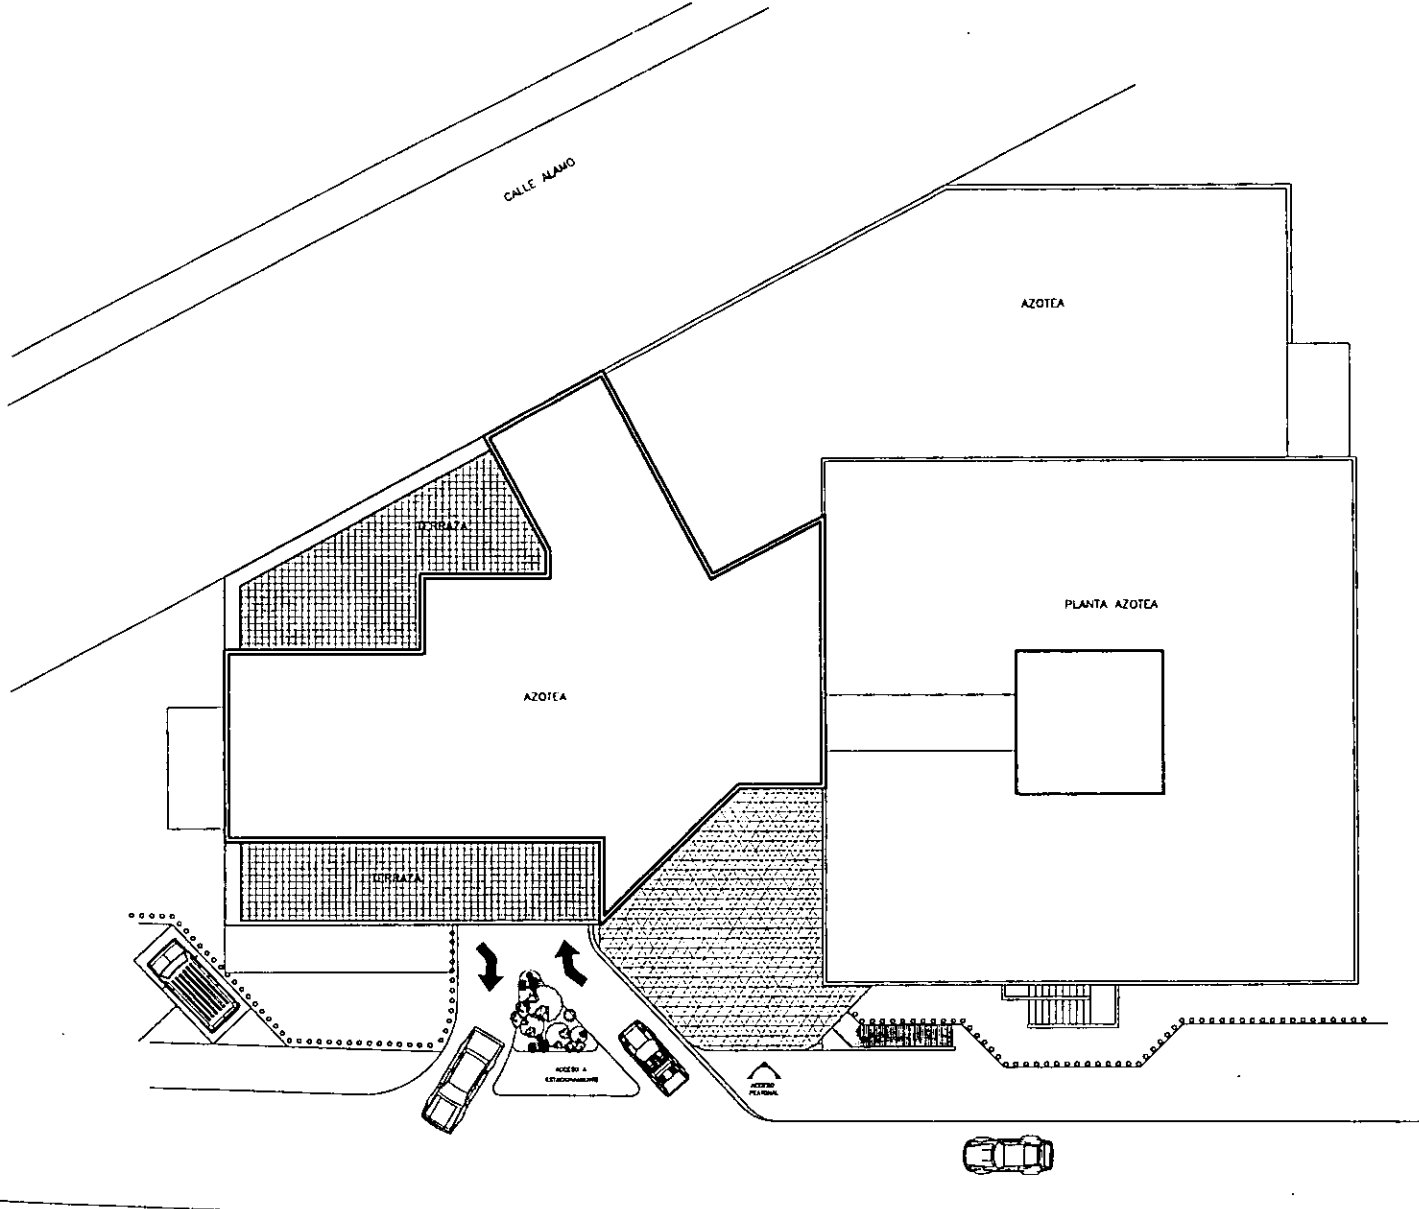 CALLE ALAMO
AZOTEA
TERRAZA
PLANTA AZOTEA
AZOTEA
TERRAZA
ACCESO A
ESTACIONAMIENTO
ACCESO
PEATONAL